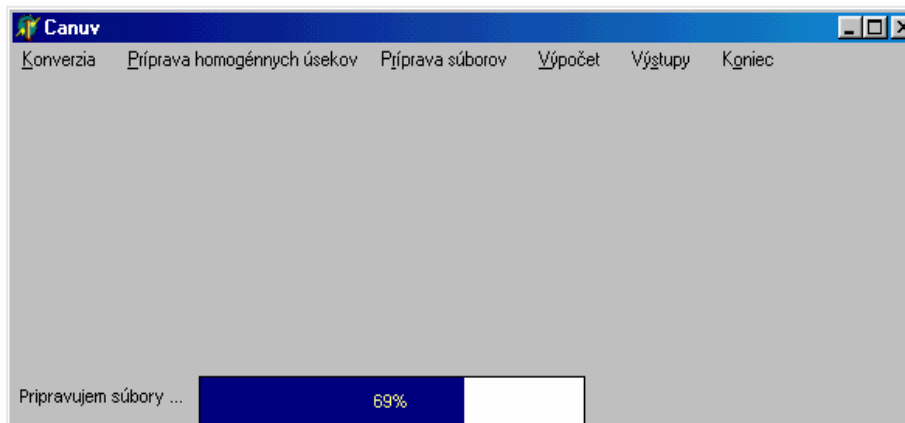 Canuv
Konverzia Príprava homogénnych úsekov Príprava súborov Výpočet Výstupy Koniec
Pripravujem súbory ... 69%